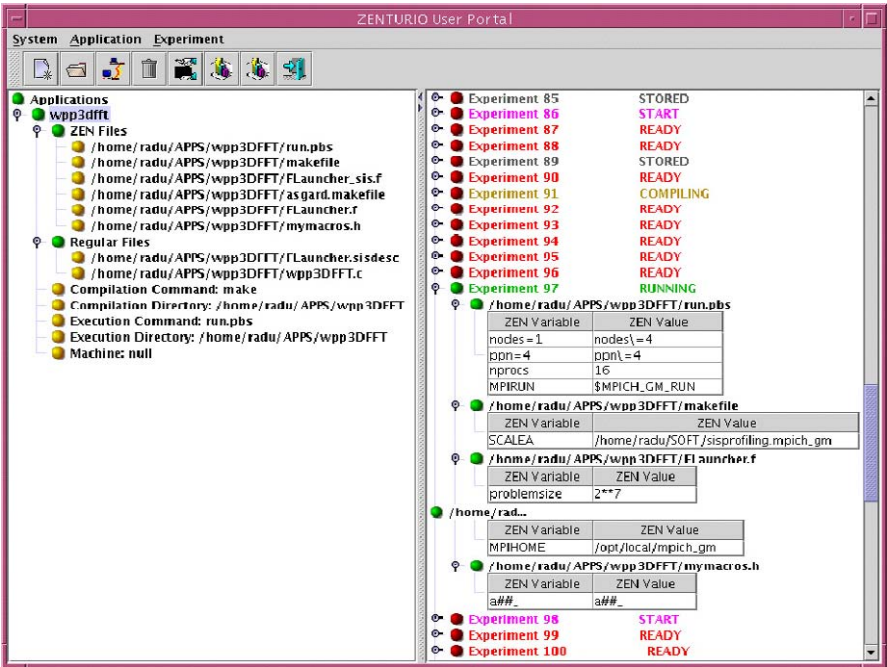 ZENTURIO User Portal
System Application Experiment
Applications
wpp3dfft
ZEN Files
/home/radu/APPS/wpp3DFFT/run.pbs
/home/radu/APPS/wpp3DFFT/makefile
/home/radu/APPS/wpp3DFFT/FLauncher_sis.f
/home/radu/APPS/wpp3DFFT/asgard.makefile
/home/radu/APPS/wpp3DFFT/FLauncher.f
/home/radu/APPS/wpp3DFFT/mymacros.h
Regular Files
/home/radu/APPS/wpp3DFFT/FLauncher.sisdesc
/home/radu/APPS/wpp3DFFT/wpp3DFFT.c
Compilation Command: make
Compilation Directory: /home/radu/APPS/wpp3DFFT
Execution Command: run.pbs
Execution Directory: /home/radu/APPS/wpp3DFFT
Machine: null
Experiment 85 STORED
Experiment 86 START
Experiment 87 READY
Experiment 88 READY
Experiment 89 STORED
Experiment 90 READY
Experiment 91 COMPILING
Experiment 92 READY
Experiment 93 READY
Experiment 94 READY
Experiment 95 READY
Experiment 96 READY
Experiment 97 RUNNING
/home/radu/APPS/wpp3DFFT/run.pbs
ZEN Variable ZEN Value
nodes=1 nodes\=4
ppn=4 ppn\=4
nprocs 16
MPIRUN $MPICH_GM_RUN
/home/radu/APPS/wpp3DFFT/makefile
ZEN Variable ZEN Value
SCALEA /home/radu/SOFT/sisprofiling.mpich_gm
/home/radu/APPS/wpp3DFFT/FLauncher.f
ZEN Variable ZEN Value
problemsize 2**7
/home/rad...
ZEN Variable ZEN Value
MPIHOME /opt/local/mpich_gm
/home/radu/APPS/wpp3DFFT/mymacros.h
ZEN Variable ZEN Value
a##_ a##_
Experiment 98 START
Experiment 99 READY
Experiment 100 READY